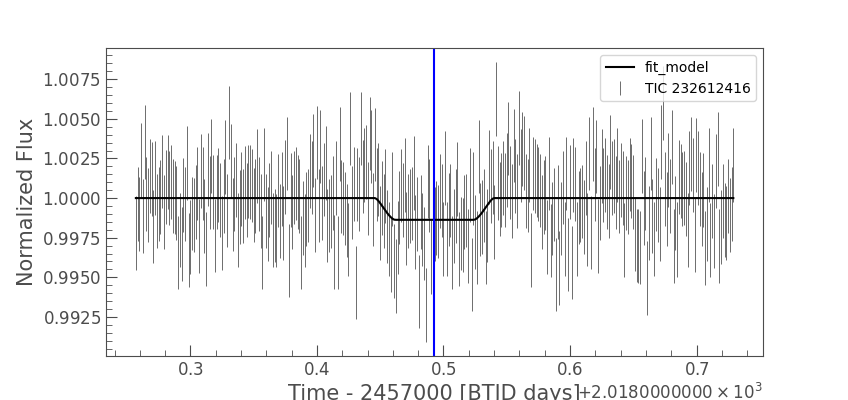 fit_model
TIC 232612416
1.0075
1.0050
1.0025
1.0000
0.9975
0.9950
0.9925
Normalized Flux
0.3 0.4 0.5 0.6 0.7
Time - 2457000 [BTJD days]
+2.0180000000 × 10³